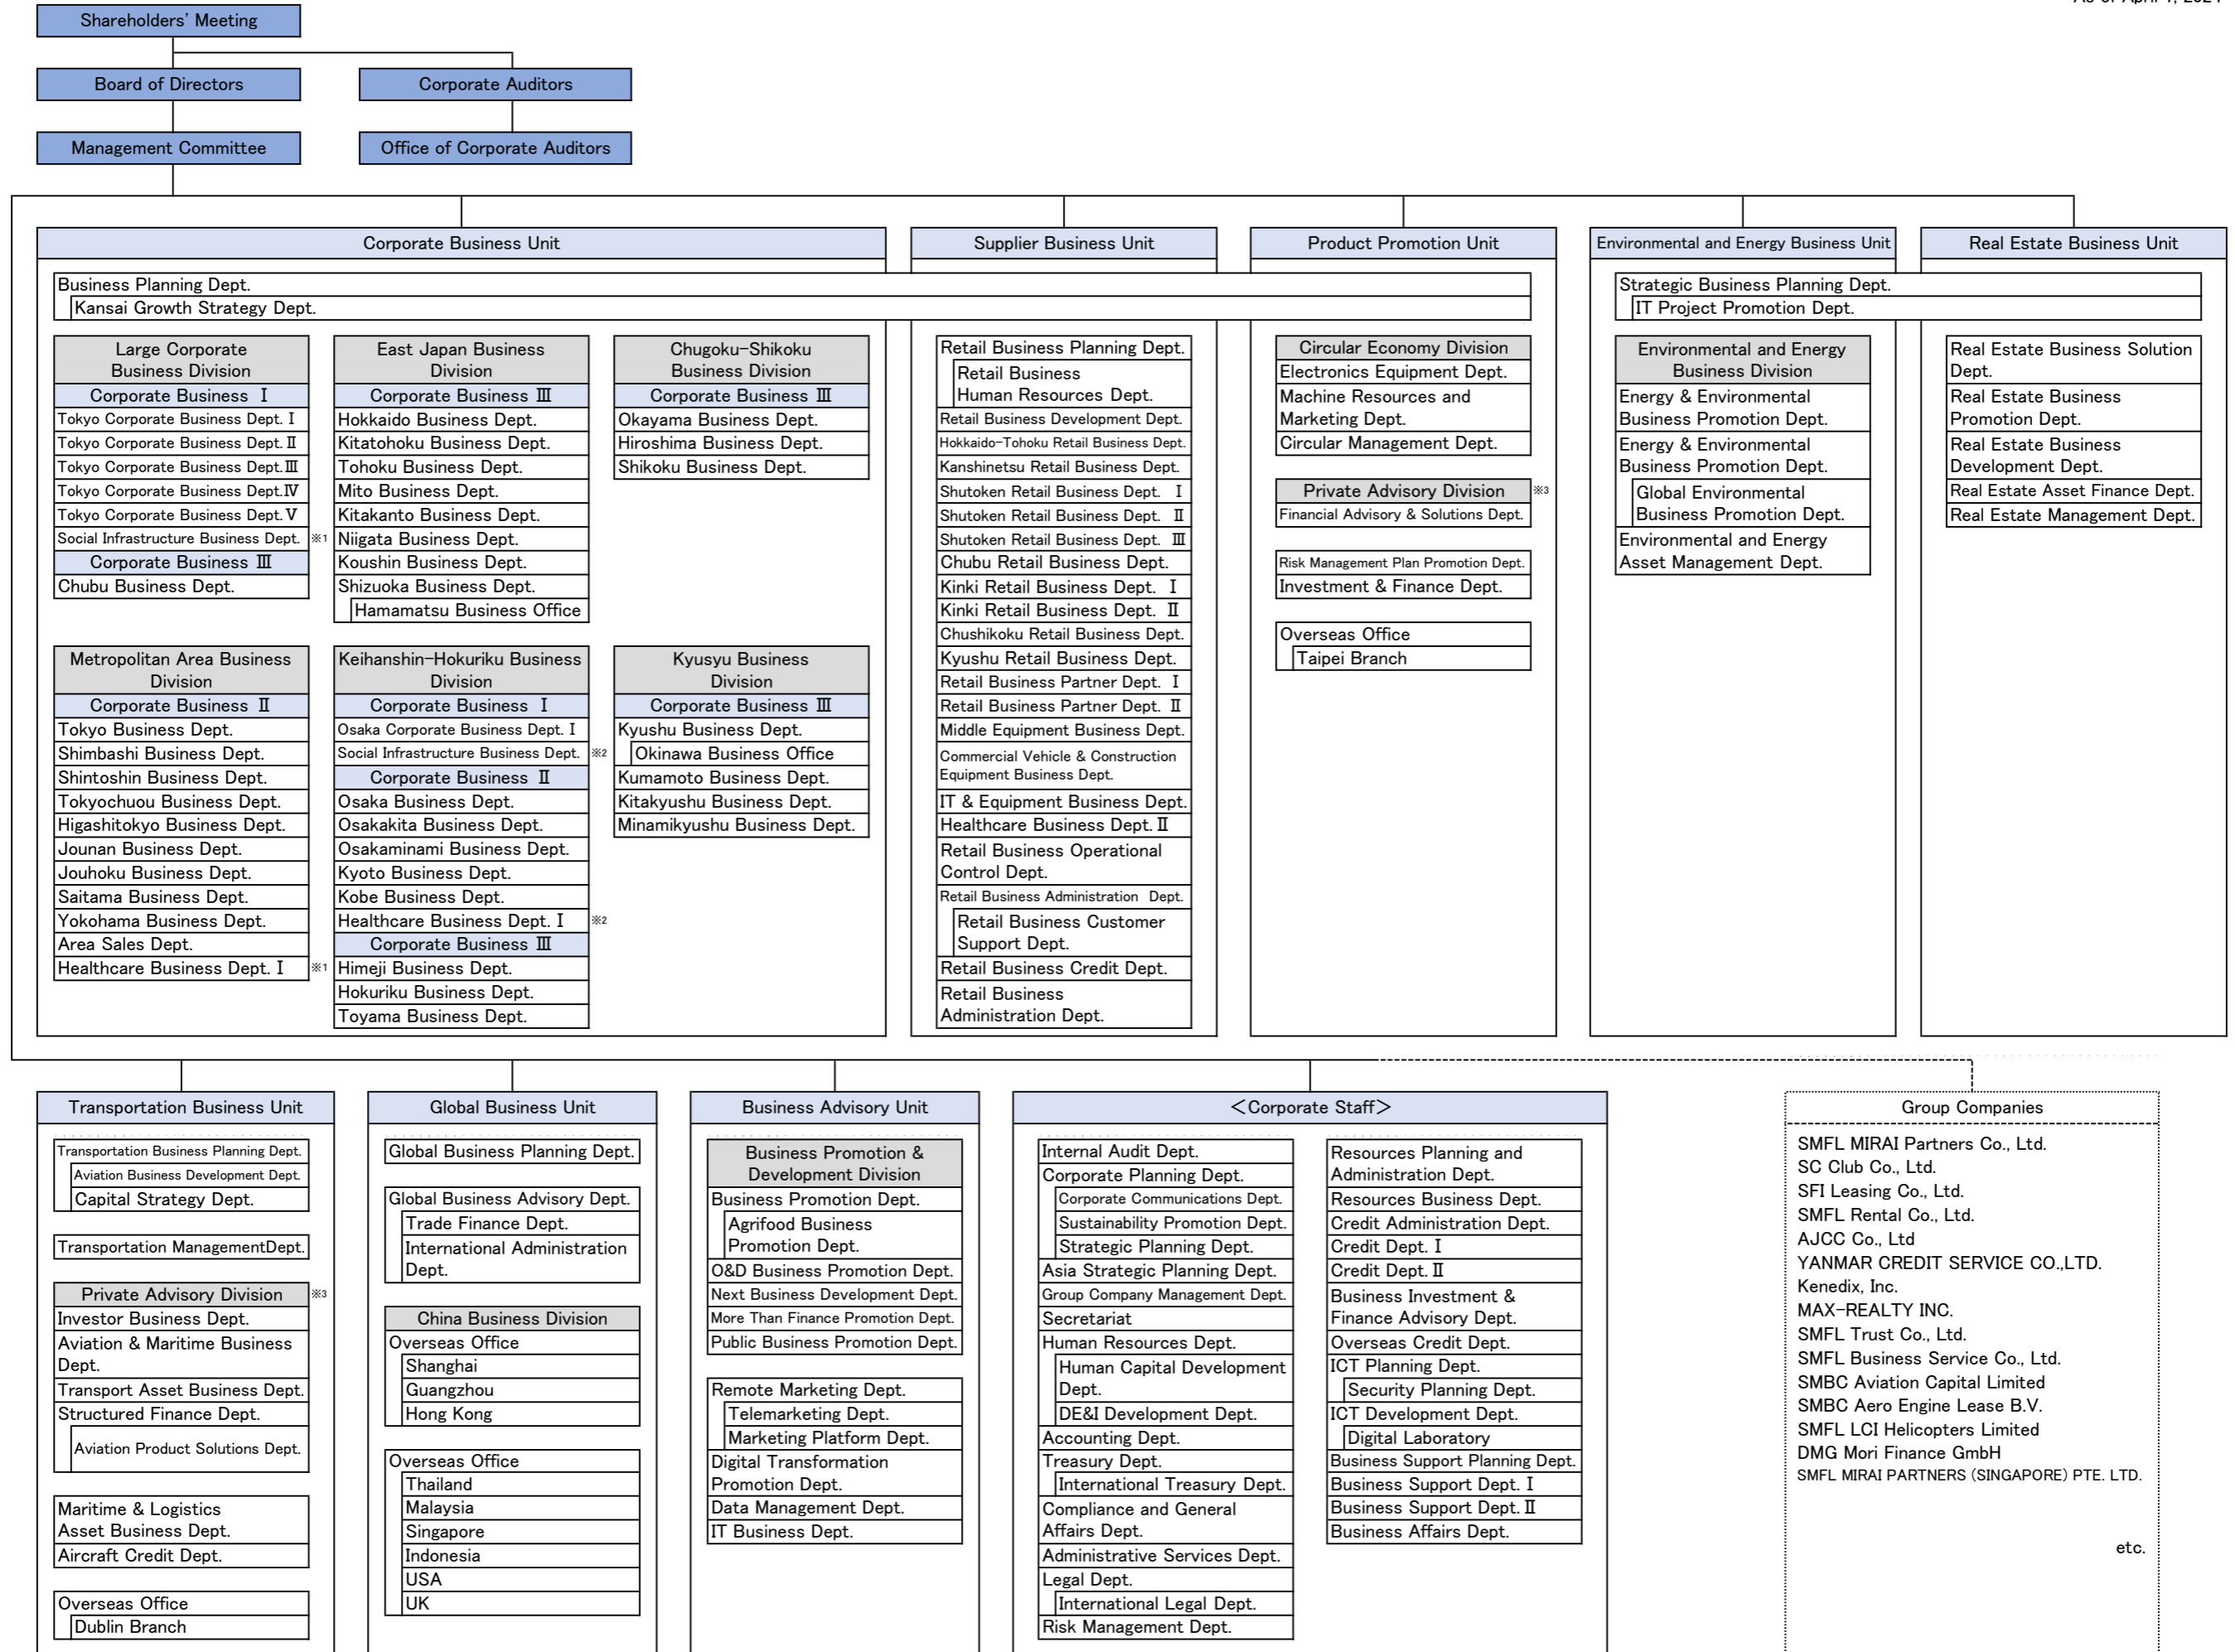 As of April 1, 2024
Shareholders' Meeting
Board of Directors
Corporate Auditors
Management Committee
Office of Corporate Auditors
Corporate Business Unit
Supplier Business Unit
Product Promotion Unit
Environmental and Energy Business Unit
Real Estate Business Unit
Business Planning Dept.
Kansai Growth Strategy Dept.
Strategic Business Planning Dept.
IT Project Promotion Dept.
Large Corporate
Business Division
Corporate Business Ⅰ
Tokyo Corporate Business Dept.Ⅰ
Tokyo Corporate Business Dept.Ⅱ
Tokyo Corporate Business Dept.Ⅲ
Tokyo Corporate Business Dept.Ⅳ
Tokyo Corporate Business Dept.Ⅴ
Social Infrastructure Business Dept. ※1
Corporate Business Ⅲ
Chubu Business Dept.
East Japan Business
Division
Corporate Business Ⅲ
Hokkaido Business Dept.
Kitatohoku Business Dept.
Tohoku Business Dept.
Mito Business Dept.
Kitakanto Business Dept.
Niigata Business Dept.
Koushin Business Dept.
Shizuoka Business Dept.
Hamamatsu Business Office
Chugoku-Shikoku
Business Division
Corporate Business Ⅲ
Okayama Business Dept.
Hiroshima Business Dept.
Shikoku Business Dept.
Metropolitan Area Business
Division
Corporate Business Ⅱ
Tokyo Business Dept.
Shimbashi Business Dept.
Shintoshin Business Dept.
Tokyochuou Business Dept.
Higashitokyo Business Dept.
Jounan Business Dept.
Jouhoku Business Dept.
Saitama Business Dept.
Yokohama Business Dept.
Area Sales Dept.
Healthcare Business Dept.Ⅰ ※1
Keihanshin-Hokuriku Business
Division
Corporate Business Ⅰ
Osaka Corporate Business Dept.Ⅰ
Social Infrastructure Business Dept. ※2
Corporate Business Ⅱ
Osaka Business Dept.
Osakakita Business Dept.
Osakaminami Business Dept.
Kyoto Business Dept.
Kobe Business Dept.
Healthcare Business Dept.Ⅰ ※2
Corporate Business Ⅲ
Himeji Business Dept.
Hokuriku Business Dept.
Toyama Business Dept.
Kyusyu Business
Division
Corporate Business Ⅲ
Kyushu Business Dept.
Okinawa Business Office
Kumamoto Business Dept.
Kitakyushu Business Dept.
Minamikyushu Business Dept.
Retail Business Planning Dept.
Retail Business
Human Resources Dept.
Retail Business Development Dept.
Hokkaido-Tohoku Retail Business Dept.
Kanshinetsu Retail Business Dept.
Shutoken Retail Business Dept. Ⅰ
Shutoken Retail Business Dept. Ⅱ
Shutoken Retail Business Dept. Ⅲ
Chubu Retail Business Dept.
Kinki Retail Business Dept. Ⅰ
Kinki Retail Business Dept. Ⅱ
Chushikoku Retail Business Dept.
Kyushu Retail Business Dept.
Retail Business Partner Dept. Ⅰ
Retail Business Partner Dept. Ⅱ
Middle Equipment Business Dept.
Commercial Vehicle & Construction
Equipment Business Dept.
IT & Equipment Business Dept.
Healthcare Business Dept.Ⅱ
Retail Business Operational
Control Dept.
Retail Business Administration Dept.
Retail Business Customer
Support Dept.
Retail Business Credit Dept.
Retail Business
Administration Dept.
Circular Economy Division
Electronics Equipment Dept.
Machine Resources and
Marketing Dept.
Circular Management Dept.
Private Advisory Division ※3
Financial Advisory & Solutions Dept.
Risk Management Plan Promotion Dept.
Investment & Finance Dept.
Overseas Office
Taipei Branch
Environmental and Energy
Business Division
Energy & Environmental
Business Promotion Dept.
Energy & Environmental
Business Promotion Dept.
Global Environmental
Business Promotion Dept.
Environmental and Energy
Asset Management Dept.
Real Estate Business Solution
Dept.
Real Estate Business
Promotion Dept.
Real Estate Business
Development Dept.
Real Estate Asset Finance Dept.
Real Estate Management Dept.
Transportation Business Unit
Global Business Unit
Business Advisory Unit
＜Corporate Staff＞
Group Companies
Transportation Business Planning Dept.
Aviation Business Development Dept.
Capital Strategy Dept.
Transportation ManagementDept.
Private Advisory Division ※3
Investor Business Dept.
Aviation & Maritime Business
Dept.
Transport Asset Business Dept.
Structured Finance Dept.
Aviation Product Solutions Dept.
Maritime & Logistics
Asset Business Dept.
Aircraft Credit Dept.
Overseas Office
Dublin Branch
Global Business Planning Dept.
Global Business Advisory Dept.
Trade Finance Dept.
International Administration
Dept.
China Business Division
Overseas Office
Shanghai
Guangzhou
Hong Kong
Overseas Office
Thailand
Malaysia
Singapore
Indonesia
USA
UK
Business Promotion &
Development Division
Business Promotion Dept.
Agrifood Business
Promotion Dept.
O&D Business Promotion Dept.
Next Business Development Dept.
More Than Finance Promotion Dept.
Public Business Promotion Dept.
Remote Marketing Dept.
Telemarketing Dept.
Marketing Platform Dept.
Digital Transformation
Promotion Dept.
Data Management Dept.
IT Business Dept.
Internal Audit Dept.
Corporate Planning Dept.
Corporate Communications Dept.
Sustainability Promotion Dept.
Strategic Planning Dept.
Asia Strategic Planning Dept.
Group Company Management Dept.
Secretariat
Human Resources Dept.
Human Capital Development
Dept.
DE&I Development Dept.
Accounting Dept.
Treasury Dept.
International Treasury Dept.
Compliance and General
Affairs Dept.
Administrative Services Dept.
Legal Dept.
International Legal Dept.
Risk Management Dept.
Resources Planning and
Administration Dept.
Resources Business Dept.
Credit Administration Dept.
Credit Dept.Ⅰ
Credit Dept.Ⅱ
Business Investment &
Finance Advisory Dept.
Overseas Credit Dept.
ICT Planning Dept.
Security Planning Dept.
ICT Development Dept.
Digital Laboratory
Business Support Planning Dept.
Business Support Dept.Ⅰ
Business Support Dept.Ⅱ
Business Affairs Dept.
SMFL MIRAI Partners Co., Ltd.
SC Club Co., Ltd.
SFI Leasing Co., Ltd.
SMFL Rental Co., Ltd.
AJCC Co., Ltd
YANMAR CREDIT SERVICE CO.,LTD.
Kenedix, Inc.
MAX-REALTY INC.
SMFL Trust Co., Ltd.
SMFL Business Service Co., Ltd.
SMBC Aviation Capital Limited
SMBC Aero Engine Lease B.V.
SMFL LCI Helicopters Limited
DMG Mori Finance GmbH
SMFL MIRAI PARTNERS (SINGAPORE) PTE. LTD.
etc.